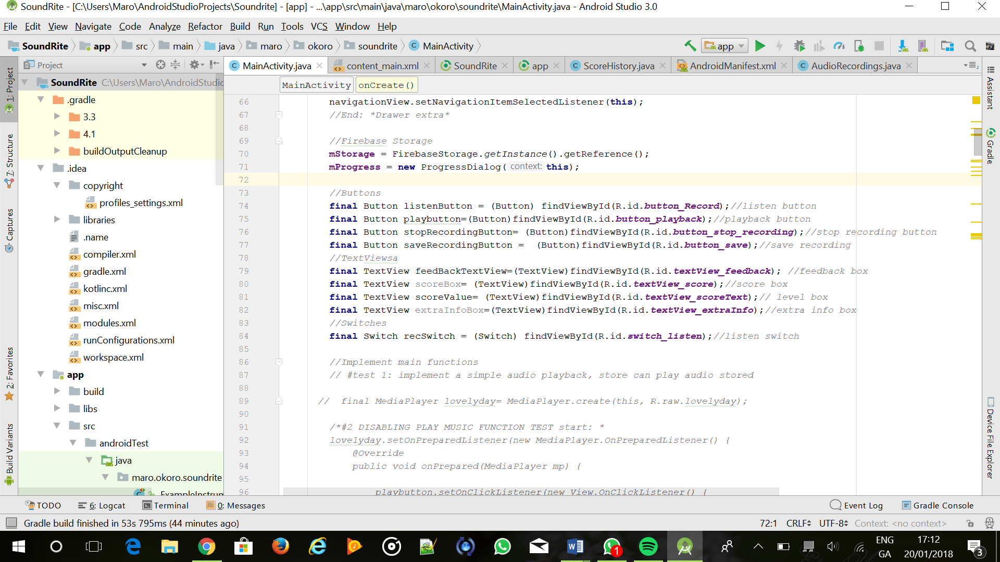 SoundRite - [C:\Users\Maro\AndroidStudioProjects\Soundrite] - [app] - ...\app\src\main\java\maro\okoro\soundrite\MainActivity.java - Android Studio 3.0
File Edit View Navigate Code Analyze Refactor Build Run Tools VCS Window Help
SoundRite app src main java maro okoro soundrite MainActivity app
Project
MainActivity.java content_main.xml SoundRite app ScoreHistory.java AndroidManifest.xml AudioRecordings.java 2
1: Project
7: Structure
Captures
2: Favorites
Build Variants
SoundRite C:\Users\Maro\AndroidStudio
.gradle
3.3
4.1
buildOutputCleanup
.idea
copyright
profiles_settings.xml
libraries
.name
compiler.xml
gradle.xml
kotlinc.xml
misc.xml
modules.xml
runConfigurations.xml
workspace.xml
app
build
libs
src
androidTest
java
maro.okoro.soundrite
ExampleInstrum
MainActivity onCreate()
66 navigationView.setNavigationItemSelectedListener(this);
67 //End: *Drawer extra*
68
69 //Firebase Storage
70 mStorage = FirebaseStorage.getInstance().getReference();
71 mProgress = new ProgressDialog( context: this);
72
73 //Buttons
74 final Button listenButton = (Button) findViewById(R.id.button_Record);//listen button
75 final Button playbutton=(Button)findViewById(R.id.button_playback);//playback button
76 final Button stopRecordingButton= (Button)findViewById(R.id.button_stop_recording);//stop recording button
77 final Button saveRecordingButton =  (Button)findViewById(R.id.button_save);//save recording
78 //TextViewsa
79 final TextView feedBackTextView=(TextView)findViewById(R.id.textView_feedback); //feedback box
80 final TextView scoreBox= (TextView)findViewById(R.id.textView_score);//score box
81 final TextView scoreValue= (TextView)findViewById(R.id.textView_scoreText);// level box
82 final TextView extraInfoBox=(TextView)findViewById(R.id.textView_extraInfo);//extra info box
83 //Switches
84 final Switch recSwitch = (Switch) findViewById(R.id.switch_listen);//listen switch
85
86 //Implement main functions
87 // #test 1: implement a simple audio playback, store can play audio stored
88
89 //  final MediaPlayer lovelyday= MediaPlayer.create(this, R.raw.lovelyday);
90
91 /*#2 DISABLING PLAY MUSIC FUNCTION TEST start: *
92 lovelyday.setOnPreparedListener(new MediaPlayer.OnPreparedListener() {
93 @Override
94 public void onPrepared(MediaPlayer mp) {
95
96 playbutton.setOnClickListener(new View.OnClickListener() {
Assistant
Gradle
Device File Explorer
TODO 6: Logcat Terminal 0: Messages Event Log Gradle Console
Gradle build finished in 53s 795ms (44 minutes ago) 72:1 CRLF UTF-8 Context: <no context>
1
ENG
GA
17:12
20/01/2018
3